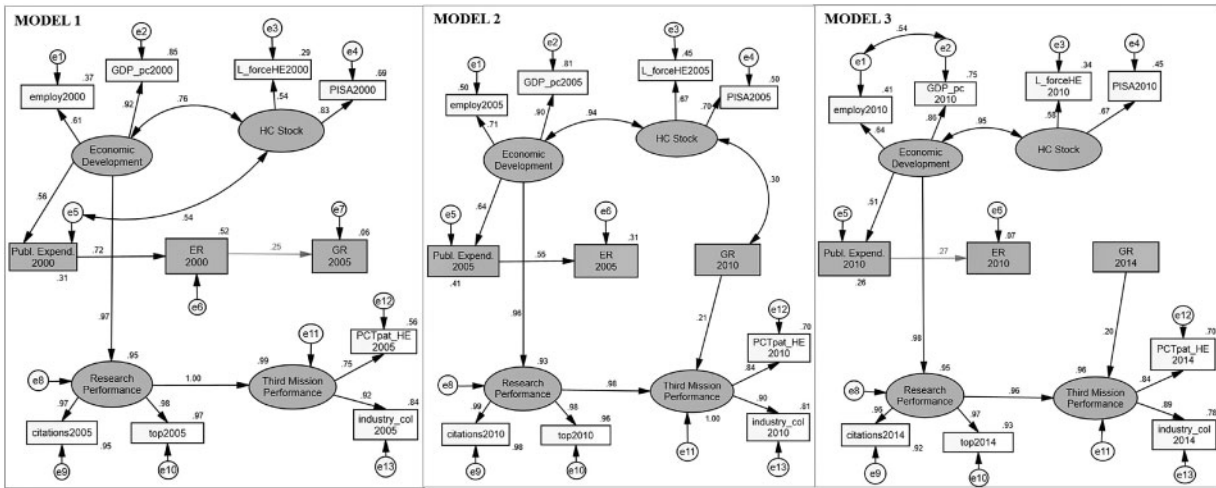 MODEL 1
e1
e2
e3
e4
.37
.85
.29
.69
employ2000
GDP_pc2000
L_forceHE2000
PISA2000
.61
.92
.76
.54
.83
Economic
Development
HC Stock
.56
e5
.54
e7
Publ. Expend.
2000
.31
.72
ER
2000
.52
e6
.25
GR
2005
.06
.97
e12
.56
PCTpat_HE
2005
e11
.95
.99
.75
e8
Research
Performance
1.00
Third Mission
Performance
.97
.98
.92
.97
.84
citations2005
.95
top2005
industry_col
2005
e9
e10
e13
MODEL 2
e1
e2
e3
e4
.50
.81
.45
.50
employ2005
GDP_pc2005
L_forceHE2005
PISA2005
.71
.90
.94
.67
.70
Economic
Development
HC Stock
.30
.64
e5
e6
Publ. Expend.
2005
.41
.55
ER
2005
.31
GR
2010
.96
.21
e12
.70
PCTpat_HE
2010
.93
.84
e8
Research
Performance
.98
Third Mission
Performance
1.00
.99
.98
.90
.96
.81
citations2010
.98
top2010
industry_col
2010
e11
e9
e10
e13
MODEL 3
.54
e1
e2
e3
e4
.41
.75
.34
.45
employ2010
GDP_pc
2010
L_forceHE
2010
PISA2010
.64
.86
.95
.58
.67
Economic
Development
HC Stock
.51
e5
e6
Publ. Expend.
2010
.26
.27
ER
2010
.07
GR
2014
.98
.20
e12
.70
PCTpat_HE
2014
.95
.96
.84
e8
Research
Performance
.96
Third Mission
Performance
.96
.97
.89
.93
.78
citations2014
.92
top2014
industry_col
2014
e11
e9
e10
e13